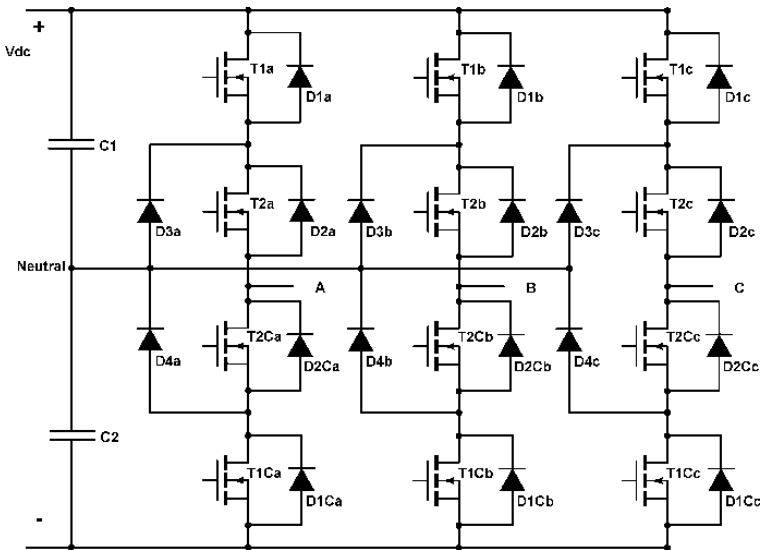 +
Vdc
T1a
D1a
T1b
D1b
T1c
D1c
C1
T2a
D3a
D2a
T2b
D3b
D2b
T2c
D3c
D2c
Neutral
A
B
C
T2Ca
D4a
D2Ca
T2Cb
D4b
D2Cb
T2Cc
D4c
D2Cc
C2
T1Ca
D1Ca
T1Cb
D1Cb
T1Cc
D1Cc
-